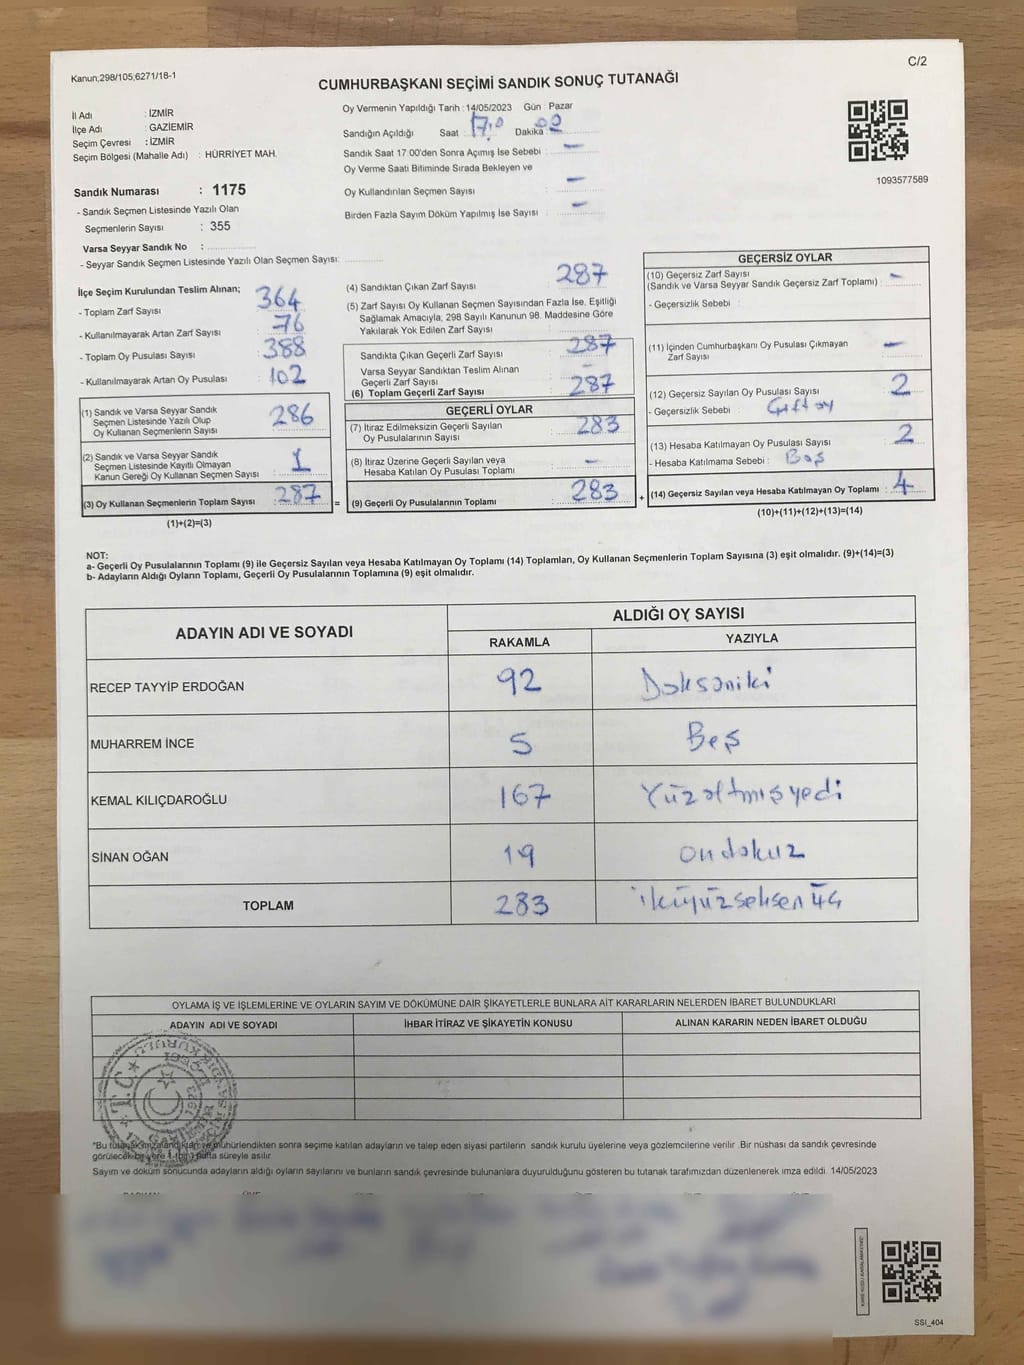 Kanun;298/105,6271/18-1
C/2
CUMHURBAŞKANI SEÇİMİ SANDIK SONUÇ TUTANAĞI
İl Adı : İZMİR
İlçe Adı : GAZİEMİR
Seçim Çevresi : İZMİR
Seçim Bölgesi (Mahalle Adı) : HÜRRİYET MAH.
Sandık Numarası : 1175
- Sandık Seçmen Listesinde Yazılı Olan
Seçmenlerin Sayısı : 355
Varsa Seyyar Sandık No :
- Seyyar Sandık Seçmen Listesinde Yazılı Olan Seçmen Sayısı:
Oy Vermenin Yapıldığı Tarih : 14/05/2023 Gün : Pazar
Sandığın Açıldığı Saat : 17.0 Dakika 00
Sandık Saat 17:00'den Sonra Açımış İse Sebebi : -
Oy Verme Saati Bitiminde Sırada Bekleyen ve
Oy Kullandırılan Seçmen Sayısı : -
Birden Fazla Sayım Döküm Yapılmış İse Sayısı : -
1093577589
İlçe Seçim Kurulundan Teslim Alınan;
- Toplam Zarf Sayısı : 364
- Kullanılmayarak Artan Zarf Sayısı : 76
- Toplam Oy Pusulası Sayısı : 388
- Kullanılmayarak Artan Oy Pusulası : 102
(1) Sandık ve Varsa Seyyar Sandık
Seçmen Listesinde Yazılı Olup
Oy Kullanan Seçmenlerin Sayısı : 286
(2) Sandık ve Varsa Seyyar Sandık
Seçmen Listesinde Kayıtlı Olmayan
Kanun Gereği Oy Kullanan Seçmen Sayısı : 1
(3) Oy Kullanan Seçmenlerin Toplam Sayısı : 287
(1)+(2)=(3)
(4) Sandıktan Çıkan Zarf Sayısı : 287
(5) Zarf Sayısı Oy Kullanan Seçmen Sayısından Fazla İse, Eşitliği
Sağlamak Amacıyla; 298 Sayılı Kanunun 98. Maddesine Göre
Yakılarak Yok Edilen Zarf Sayısı :
Sandıkta Çıkan Geçerli Zarf Sayısı : 287
Varsa Seyyar Sandıktan Teslim Alınan
Geçerli Zarf Sayısı : -
(6) Toplam Geçerli Zarf Sayısı : 287
=
GEÇERLİ OYLAR
(7) İtiraz Edilmeksizin Geçerli Sayılan
Oy Pusulalarının Sayısı : 283
(8) İtiraz Üzerine Geçerli Sayılan veya
Hesaba Katılan Oy Pusulası Toplamı : -
(9) Geçerli Oy Pusulalarının Toplamı : 283
+
GEÇERSİZ OYLAR
(10) Geçersiz Zarf Sayısı
(Sandık ve Varsa Seyyar Sandık Geçersiz Zarf Toplamı) : -
- Geçersizlik Sebebi :
(11) İçinden Cumhurbaşkanı Oy Pusulası Çıkmayan
Zarf Sayısı : -
(12) Geçersiz Sayılan Oy Pusulası Sayısı : 2
- Geçersizlik Sebebi : Çift oy
(13) Hesaba Katılmayan Oy Pusulası Sayısı : 2
- Hesaba Katılmama Sebebi : Boş
(14) Geçersiz Sayılan veya Hesaba Katılmayan Oy Toplamı : 4
(10)+(11)+(12)+(13)=(14)
NOT:
a- Geçerli Oy Pusulalarının Toplamı (9) ile Geçersiz Sayılan veya Hesaba Katılmayan Oy Toplamı (14) Toplamları, Oy Kullanan Seçmenlerin Toplam Sayısına (3) eşit olmalıdır. (9)+(14)=(3)
b- Adayların Aldığı Oyların Toplamı, Geçerli Oy Pusulalarının Toplamına (9) eşit olmalıdır.
ADAYIN ADI VE SOYADI
ALDIĞI OY SAYISI
RAKAMLA YAZIYLA
RECEP TAYYİP ERDOĞAN 92 Doksaniki
MUHARREM İNCE 5 Beş
KEMAL KILIÇDAROĞLU 167 Yüzaltmışyedi
SİNAN OĞAN 19 Ondokuz
TOPLAM 283 ikiyüzseksen üç
OYLAMA İŞ VE İŞLEMLERİNE VE OYLARIN SAYIM VE DÖKÜMÜNE DAİR ŞİKAYETLERLE BUNLARA AİT KARARLARIN NELERDEN İBARET BULUNDUKLARI
ADAYIN ADI VE SOYADI İHBAR İTİRAZ VE ŞİKAYETİN KONUSU ALINAN KARARIN NEDEN İBARET OLDUĞU
T.C.
*Bu tutanak imzalandıktan ve mühürlendikten sonra seçime katılan adayların ve talep eden siyasi partilerin sandık kurulu üyelerine veya gözlemcilerine verilir. Bir nüshası da sandık çevresinde
görülecek bir yere 1 (bir) hafta süreyle asılır
Sayım ve döküm sonucunda adayların aldığı oyların sayılarını ve bunların sandık çevresinde bulunanlara duyurulduğunu gösteren bu tutanak tarafımızdan düzenlenerek imza edildi. 14/05/2023
SSI_404